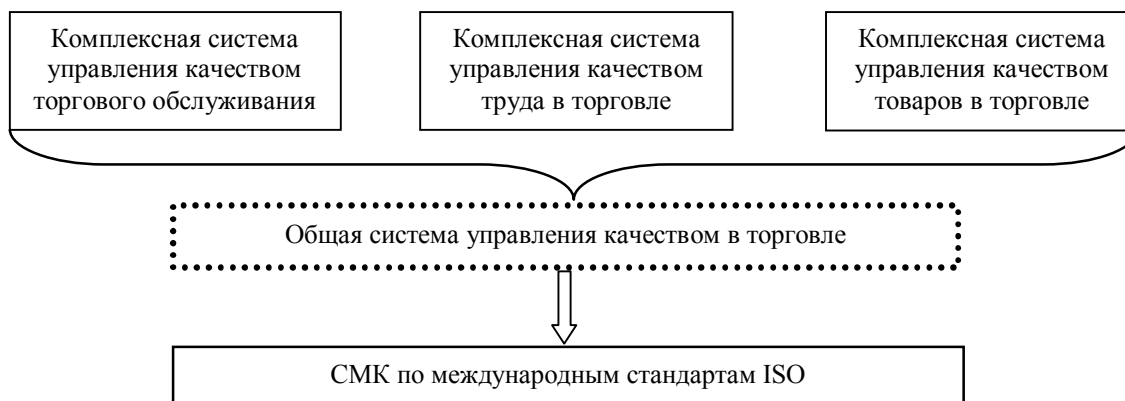 Комплексная система
управления качеством
торгового обслуживания
Комплексная система
управления качеством
труда в торговле
Комплексная система
управления качеством
товаров в торговле
Общая система управления качеством в торговле
СМК по международным стандартам ISO